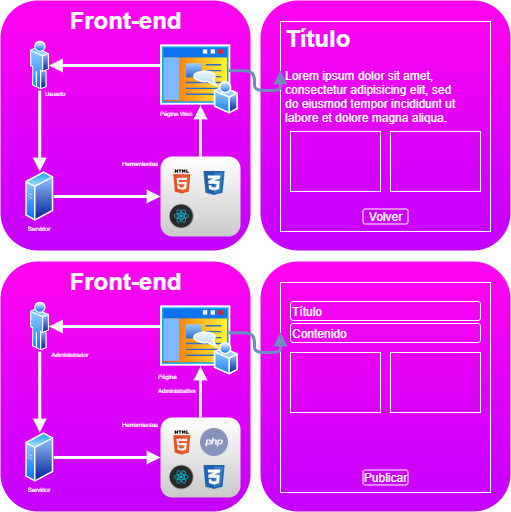 Front-end
Usuario
Página Web
Herramientas
HTML
5
3
Servidor
Título
Lorem ipsum dolor sit amet,
consectetur adipisicing elit, sed
do eiusmod tempor incididunt ut
labore et dolore magna aliqua.
Volver
Front-end
Administrador
Página
Administrativa
Herramientas
HTML
5
php
3
Servidor
Título
Contenido
Publicar